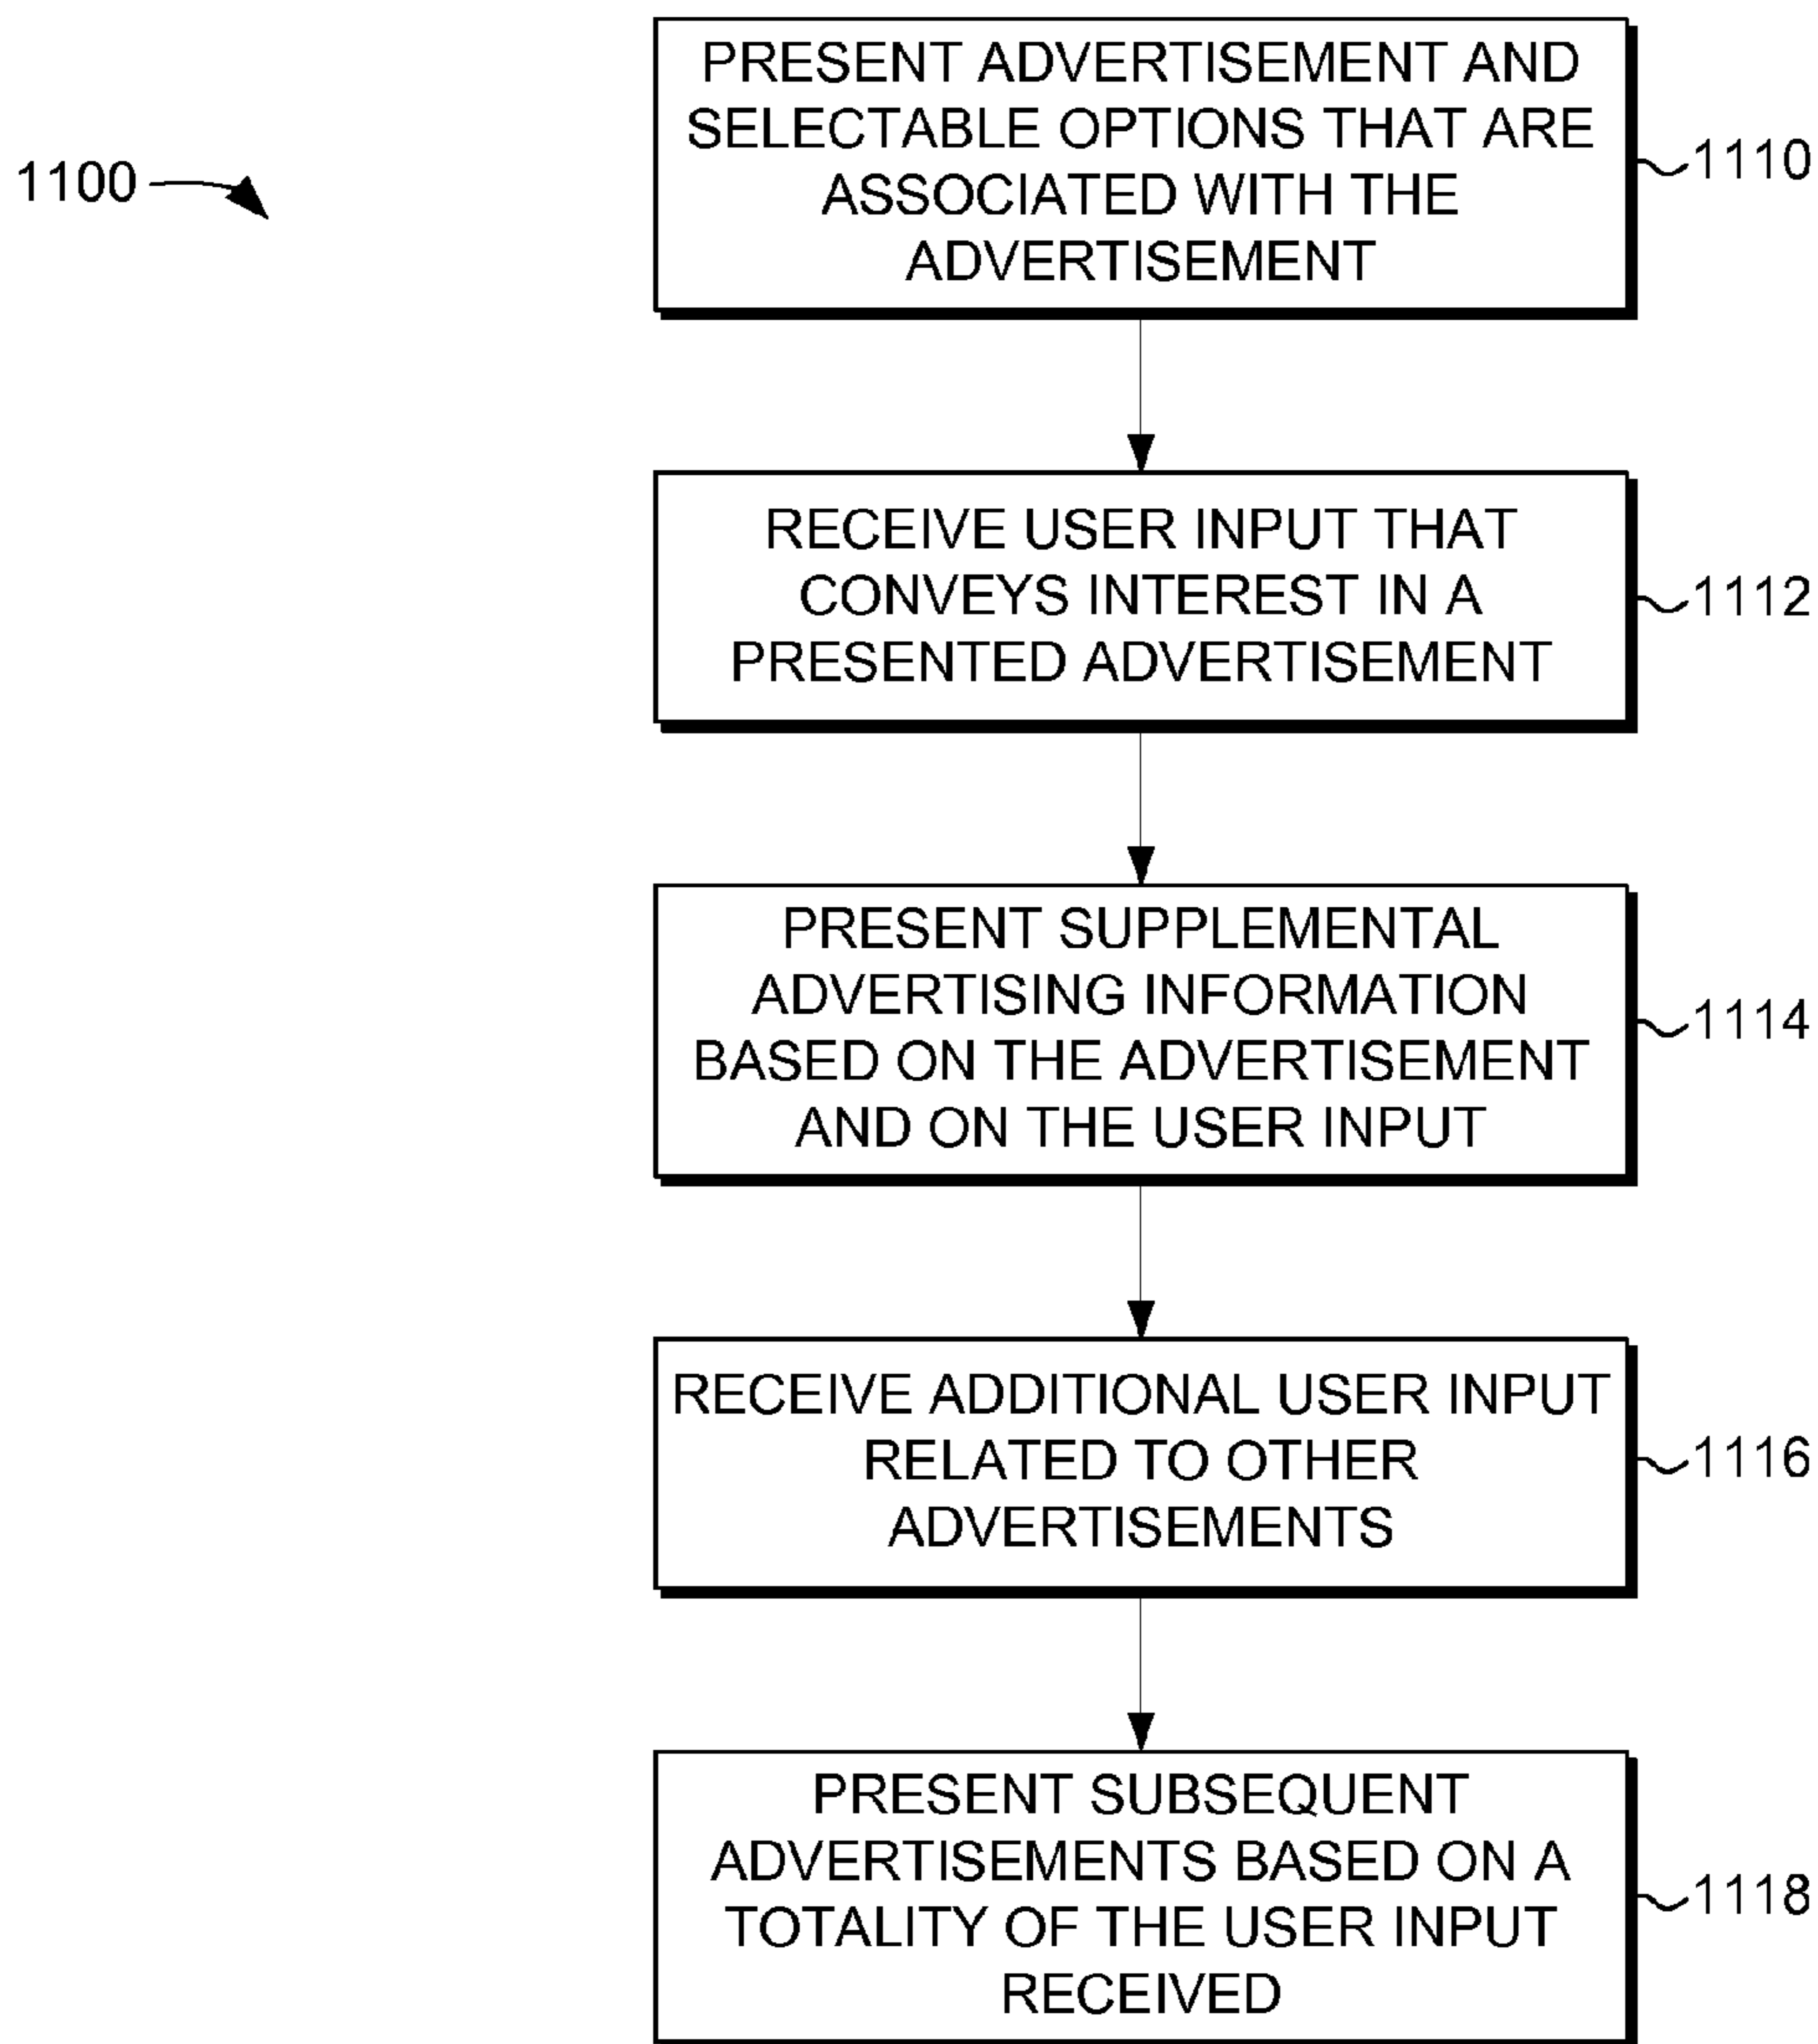 1100
PRESENT ADVERTISEMENT AND
SELECTABLE OPTIONS THAT ARE
ASSOCIATED WITH THE
ADVERTISEMENT
1110
RECEIVE USER INPUT THAT
CONVEYS INTEREST IN A
PRESENTED ADVERTISEMENT
1112
PRESENT SUPPLEMENTAL
ADVERTISING INFORMATION
BASED ON THE ADVERTISEMENT
AND ON THE USER INPUT
1114
RECEIVE ADDITIONAL USER INPUT
RELATED TO OTHER
ADVERTISEMENTS
1116
PRESENT SUBSEQUENT
ADVERTISEMENTS BASED ON A
TOTALITY OF THE USER INPUT
RECEIVED
1118